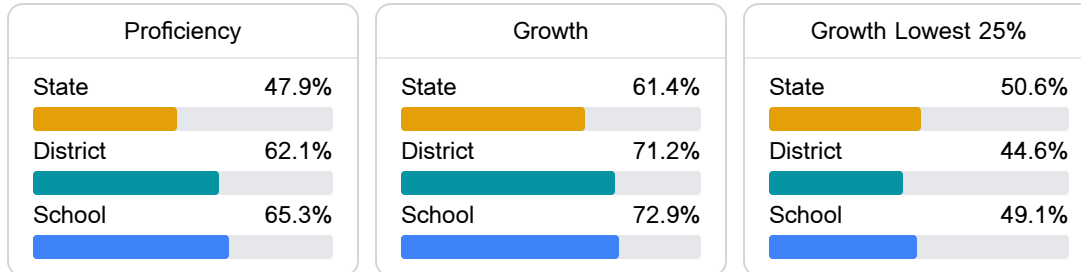 Proficiency
State 47.9%
District 62.1%
School 65.3%
Growth
State 61.4%
District 71.2%
School 72.9%
Growth Lowest 25%
State 50.6%
District 44.6%
School 49.1%